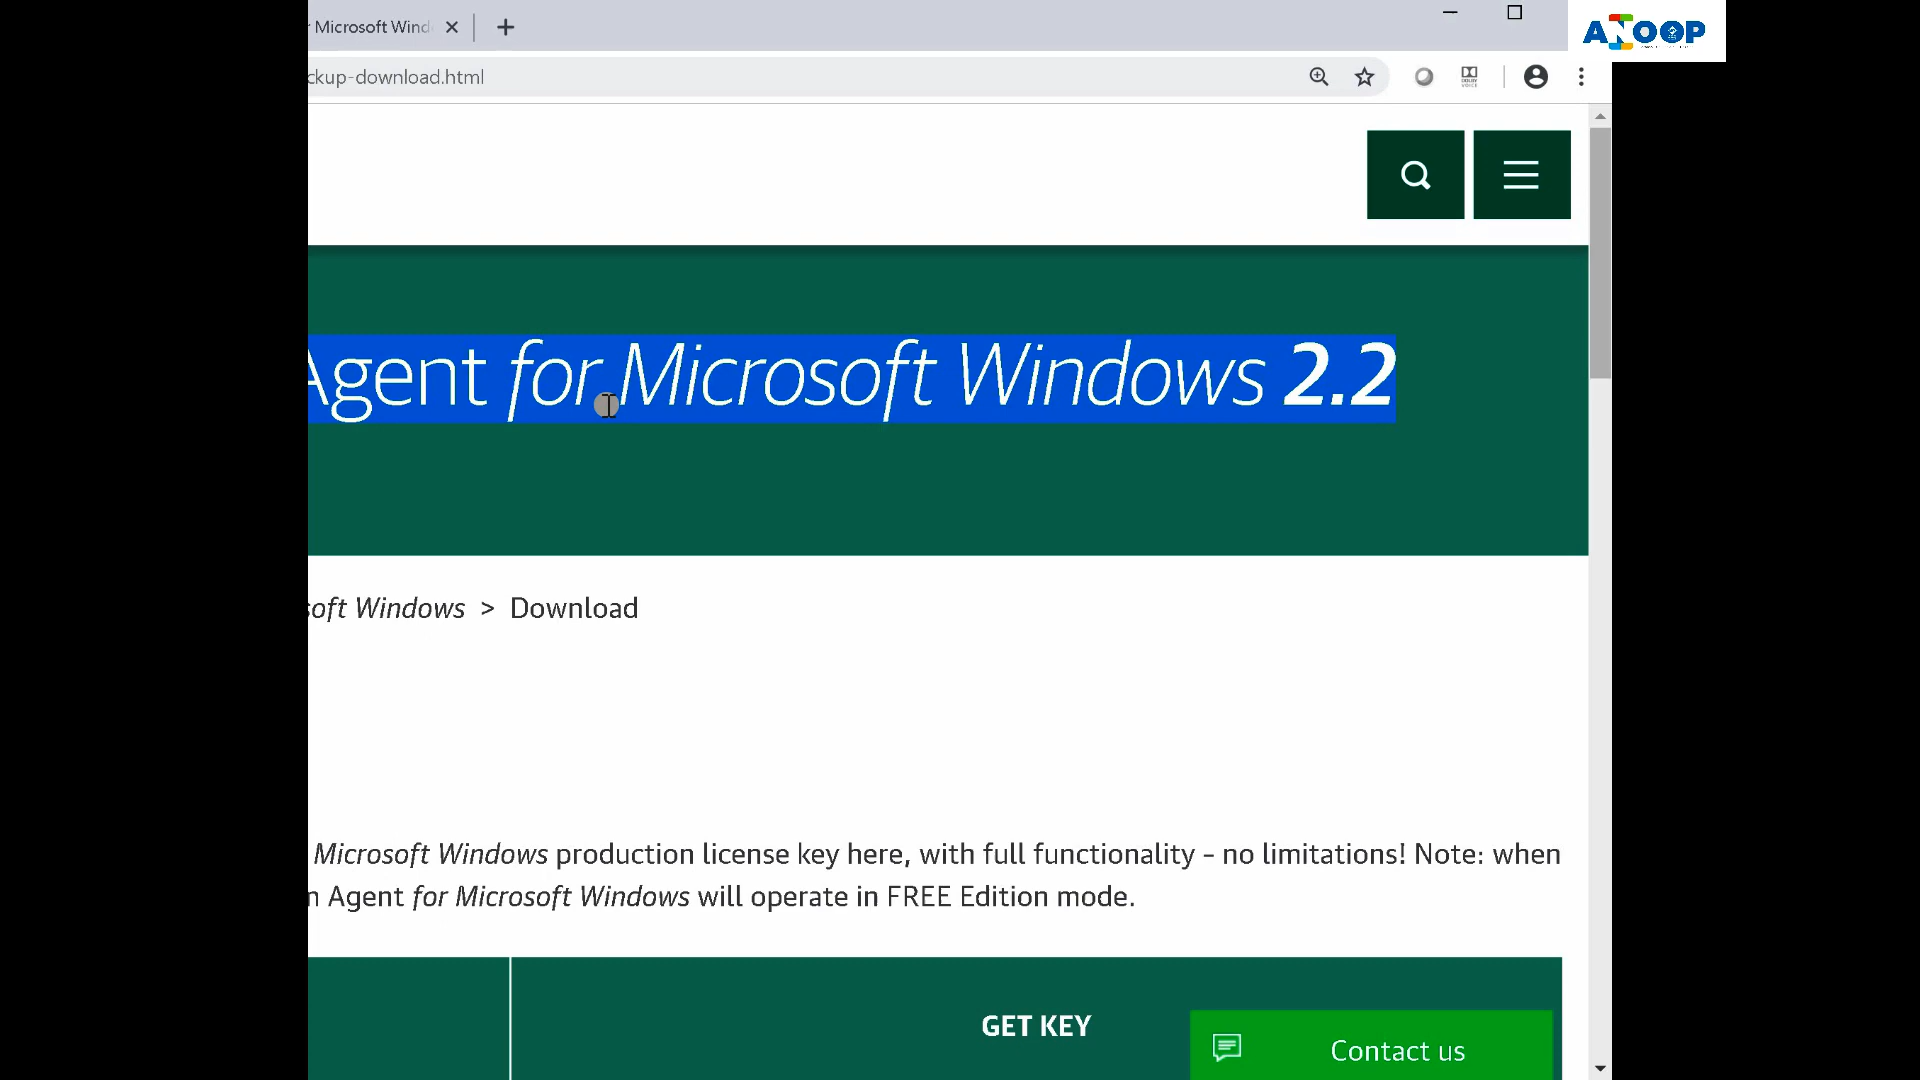 Microsoft Wind
ANOOP
ckup-download.html
Agent for Microsoft Windows 2.2
soft Windows > Download
Microsoft Windows production license key here, with full functionality – no limitations! Note: when
n Agent for Microsoft Windows will operate in FREE Edition mode.
GET KEY
Contact us